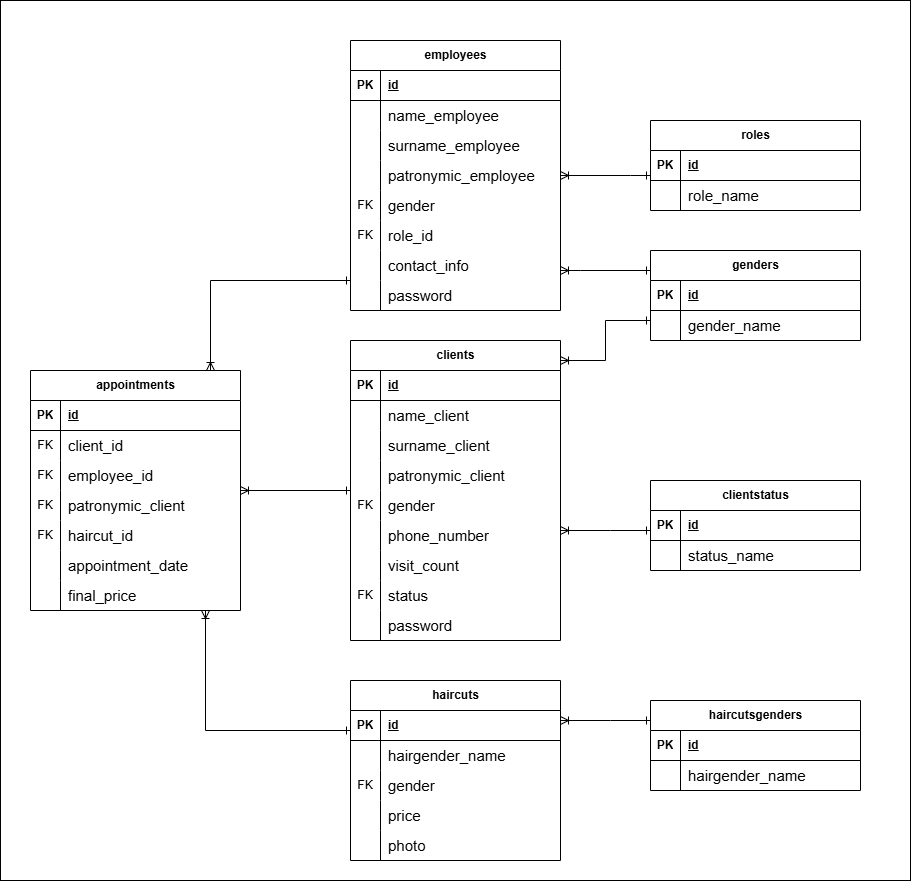 employees
PK id
name_employee
surname_employee
patronymic_employee
FK gender
FK role_id
contact_info
password
roles
PK id
role_name
genders
PK id
gender_name
clients
PK id
name_client
surname_client
patronymic_client
FK gender
phone_number
visit_count
FK status
password
appointments
PK id
FK client_id
FK employee_id
FK patronymic_client
FK haircut_id
appointment_date
final_price
clientstatus
PK id
status_name
haircuts
PK id
hairgender_name
FK gender
price
photo
haircutsgenders
PK id
hairgender_name